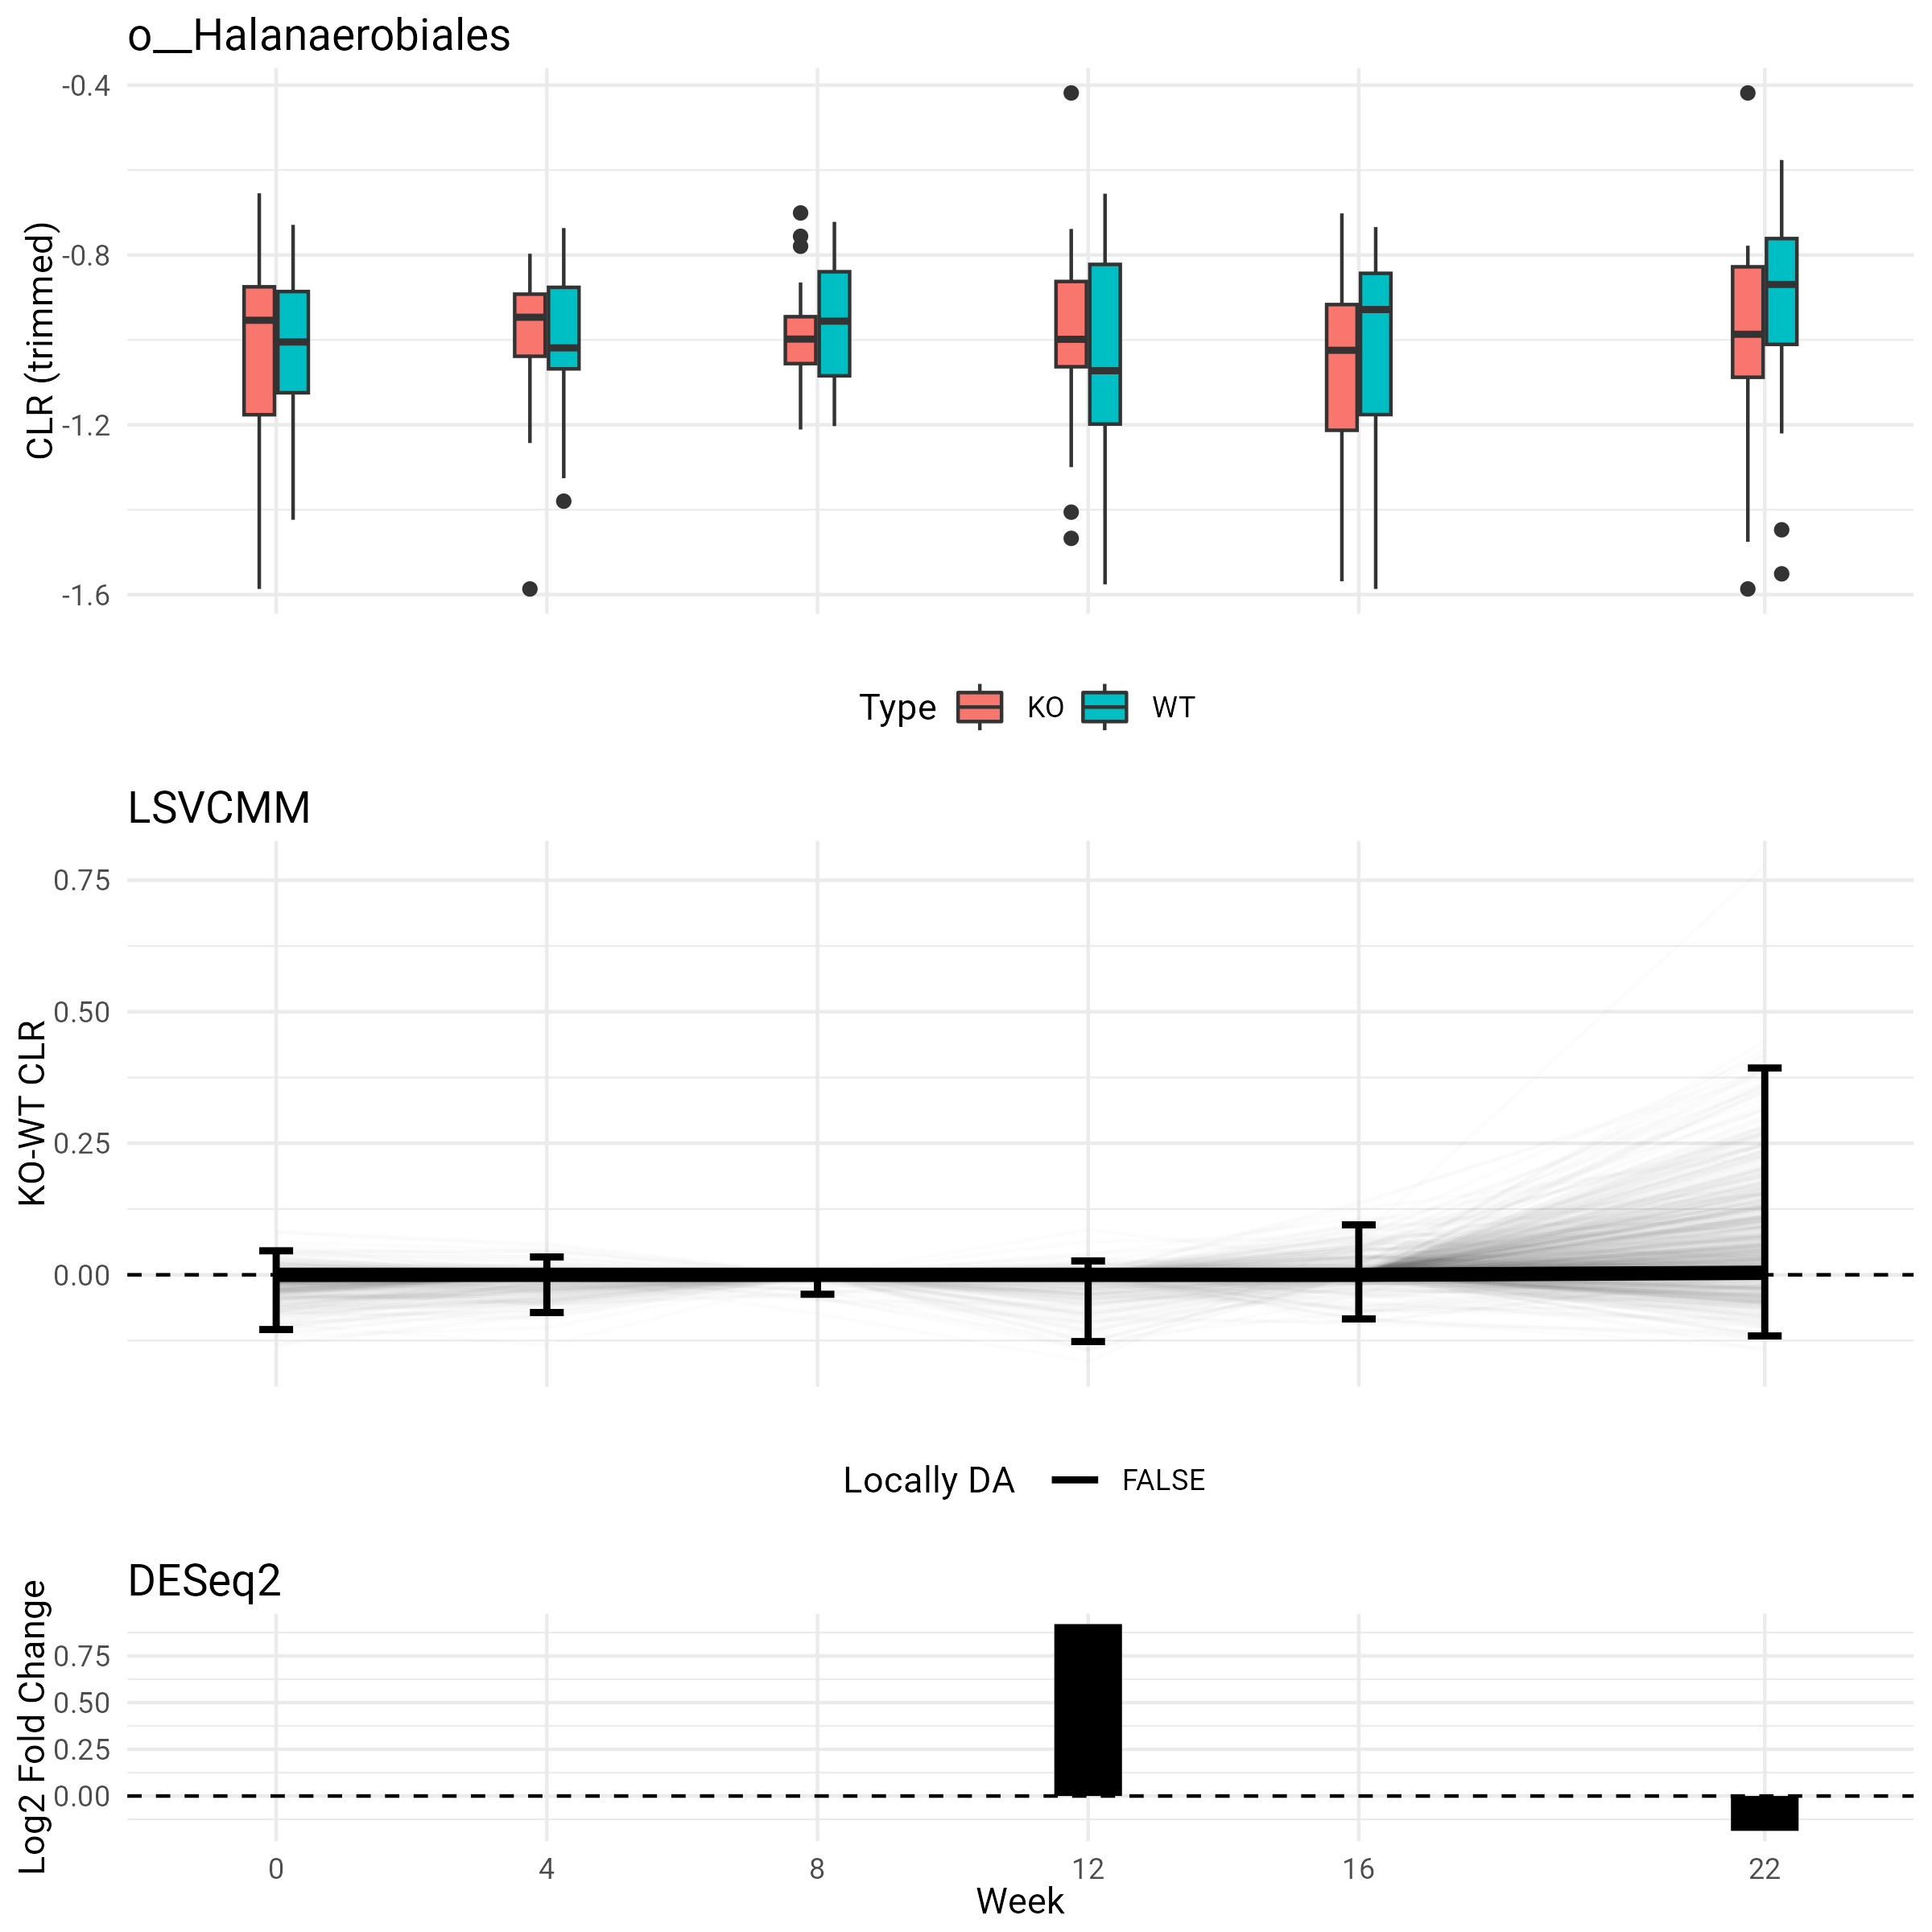 o__Halanaerobiales
CLR (trimmed)
-0.4
-0.8
-1.2
-1.6
Type KO WT
LSVCMM
KO-WT CLR
0.75
0.50
0.25
0.00
Locally DA FALSE
DESeq2
Log2 Fold Change
0.75
0.50
0.25
0.00
0 4 8 12 16 22
Week